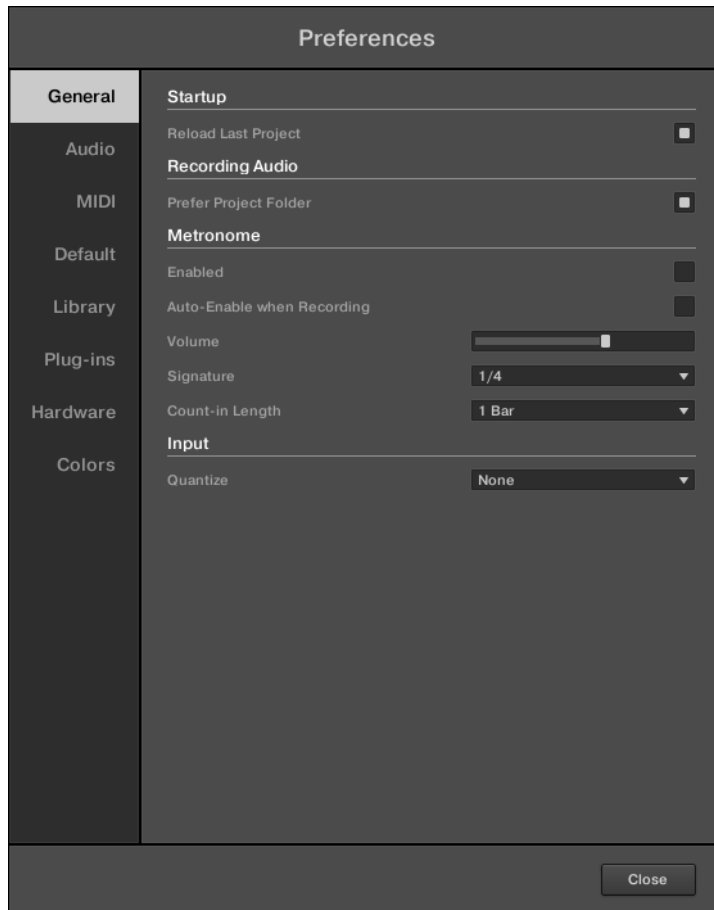 Preferences
General
Audio
MIDI
Default
Library
Plug-ins
Hardware
Colors
Startup
Reload Last Project
Recording Audio
Prefer Project Folder
Metronome
Enabled
Auto-Enable when Recording
Volume
Signature 1/4
Count-in Length 1 Bar
Input
Quantize None
Close